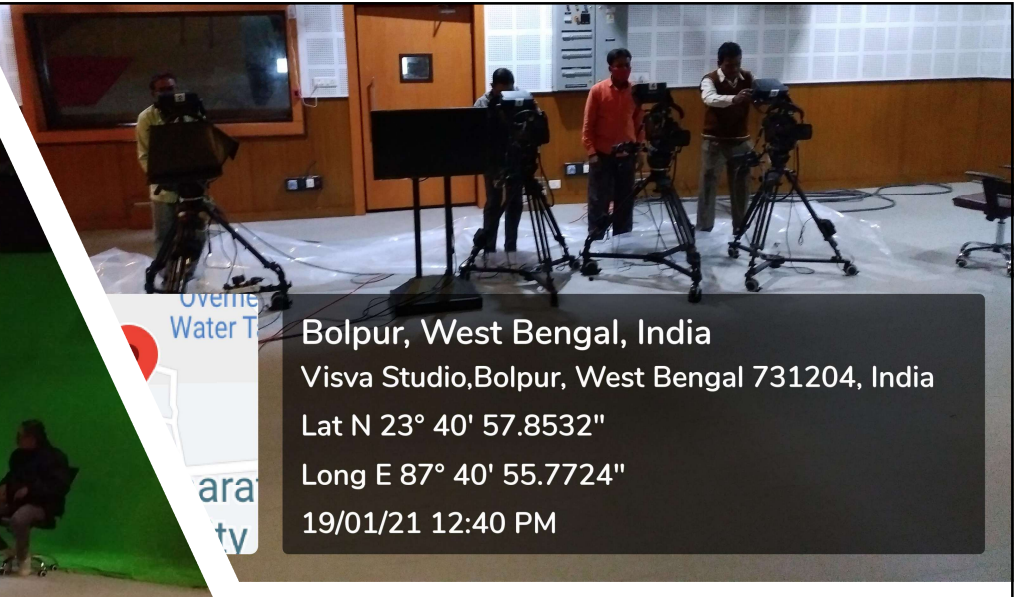 Water
Bolpur, West Bengal, India
Visva Studio,Bolpur, West Bengal 731204, India
Lat N 23° 40' 57.8532"
Long E 87° 40' 55.7724"
19/01/21 12:40 PM